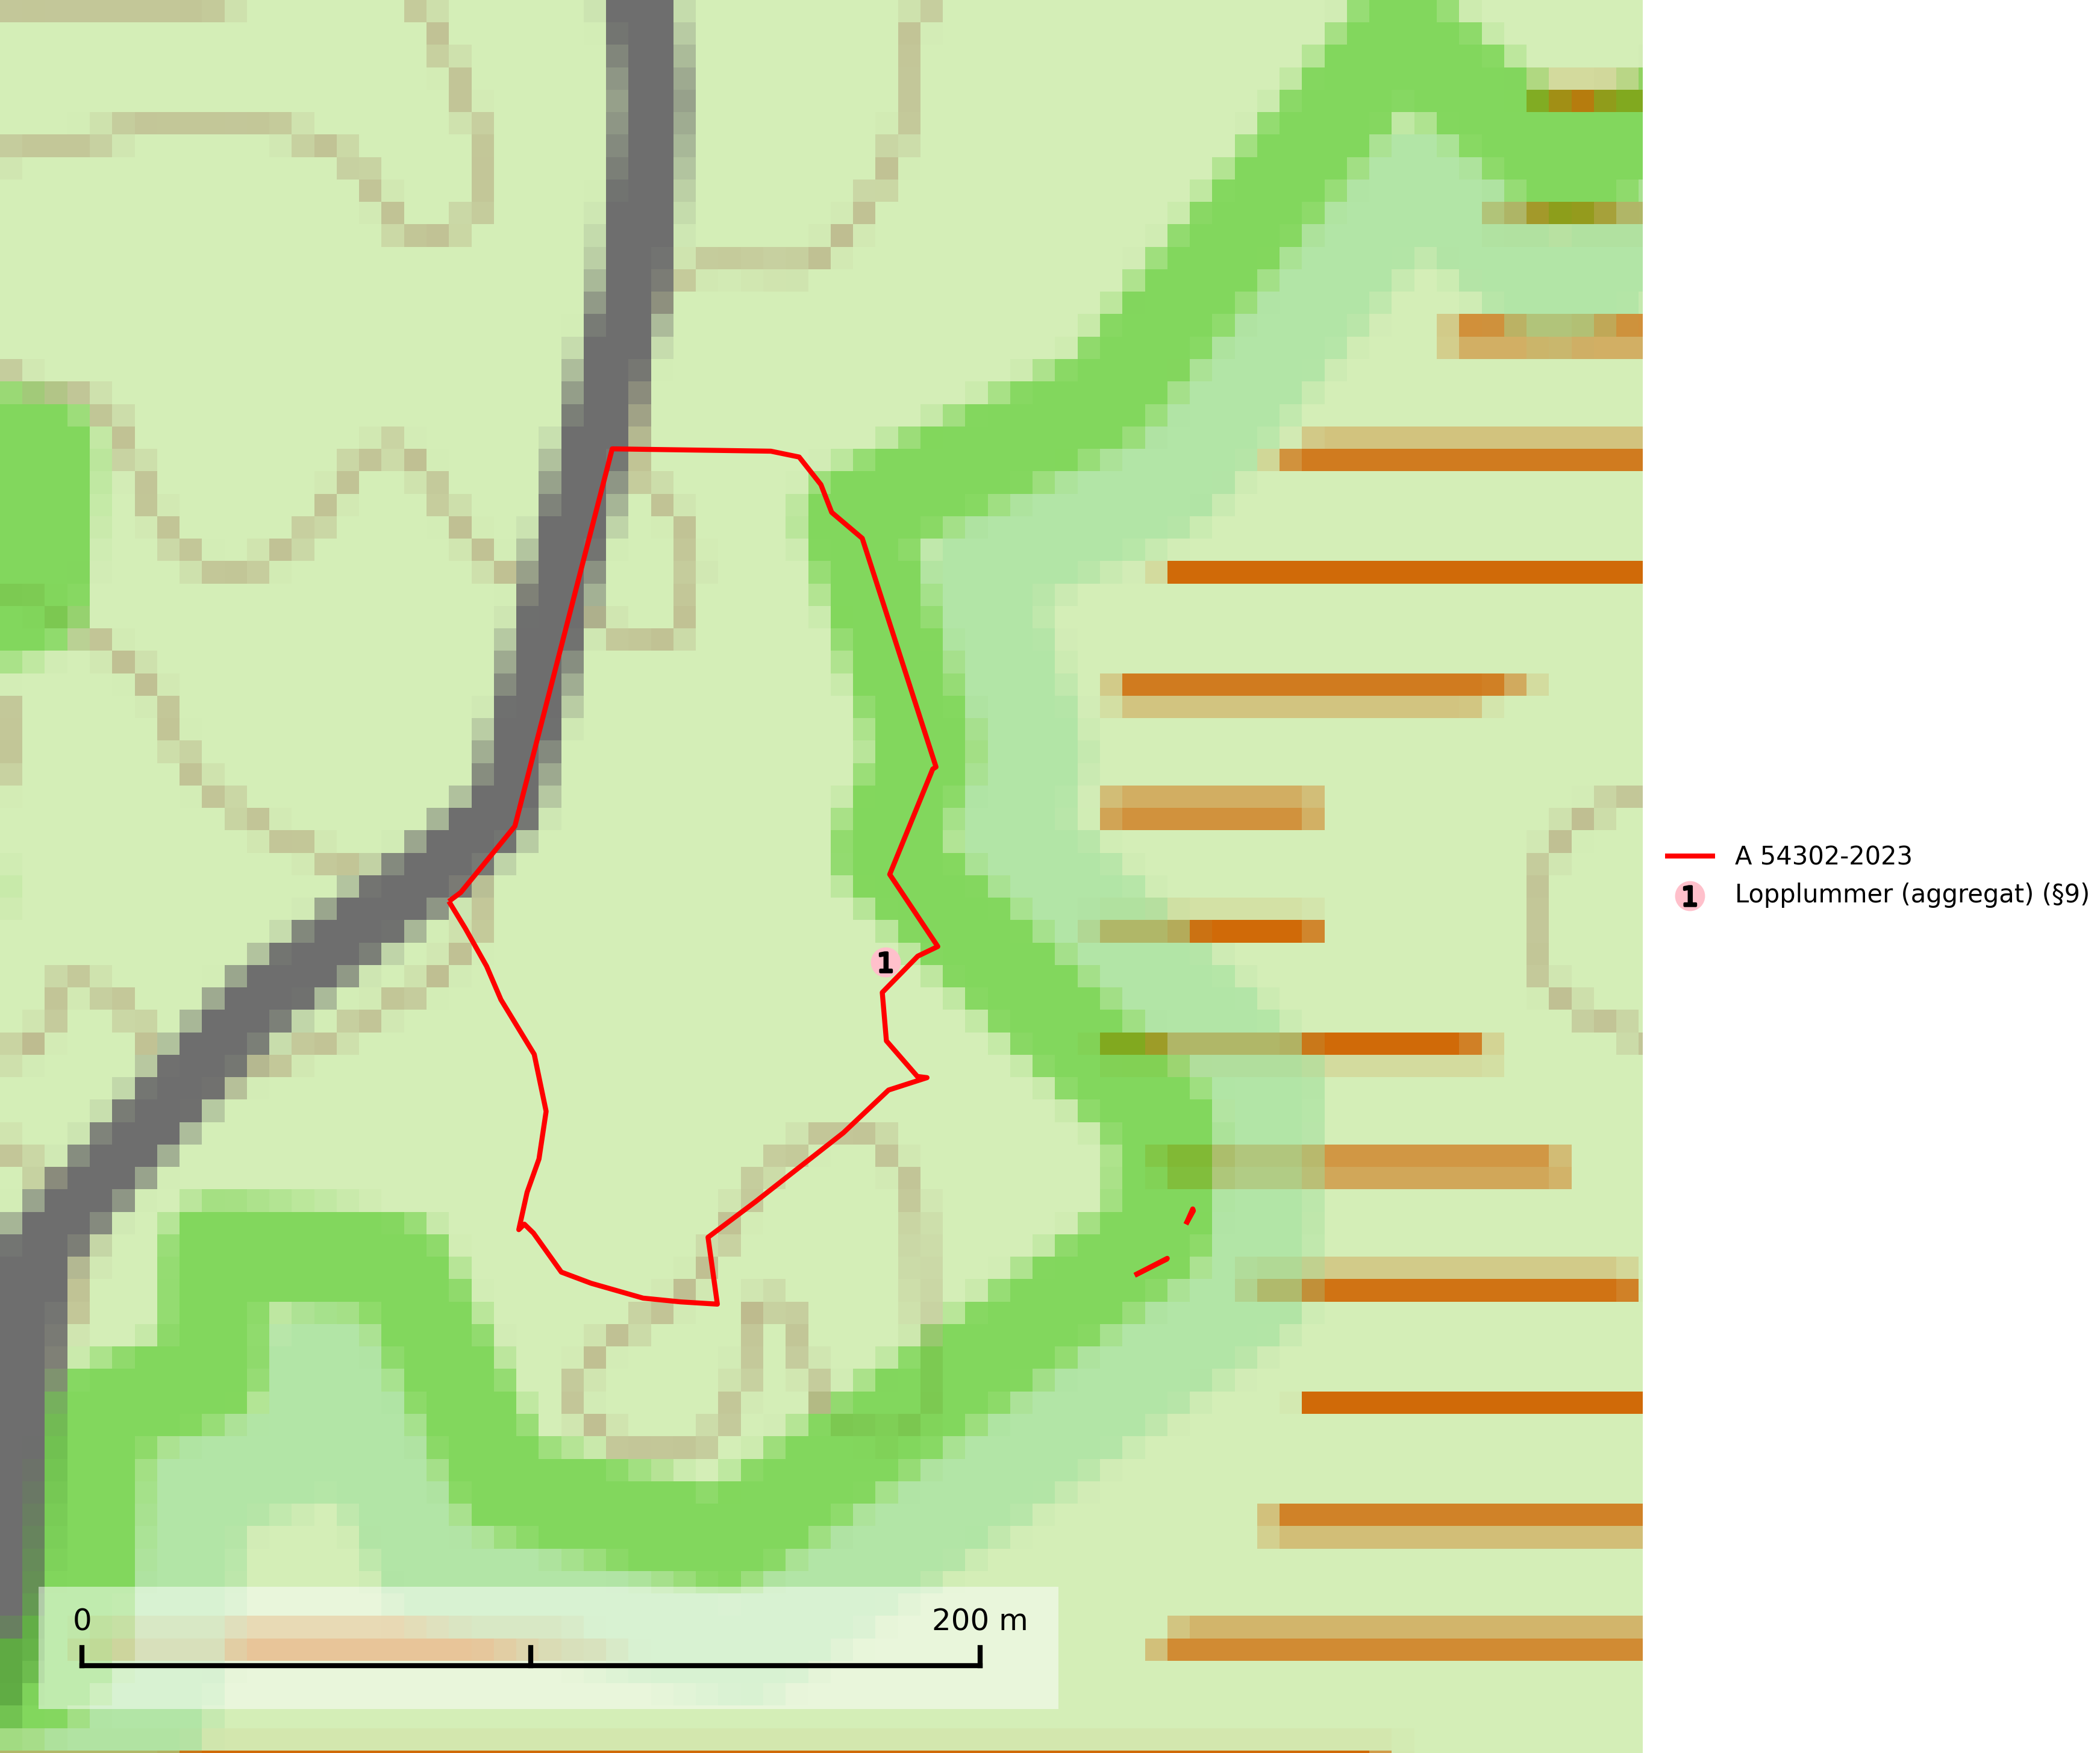 1
A 54302-2023
1 Lopplummer (aggregat) (§9)
0 200 m